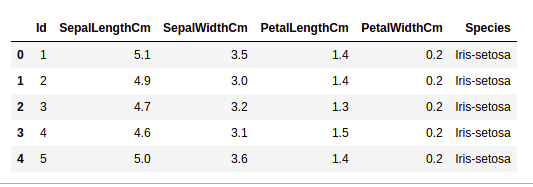 Id SepalLengthCm SepalWidthCm PetalLengthCm PetalWidthCm Species
0 1 5.1 3.5 1.4 0.2 Iris-setosa
1 2 4.9 3.0 1.4 0.2 Iris-setosa
2 3 4.7 3.2 1.3 0.2 Iris-setosa
3 4 4.6 3.1 1.5 0.2 Iris-setosa
4 5 5.0 3.6 1.4 0.2 Iris-setosa